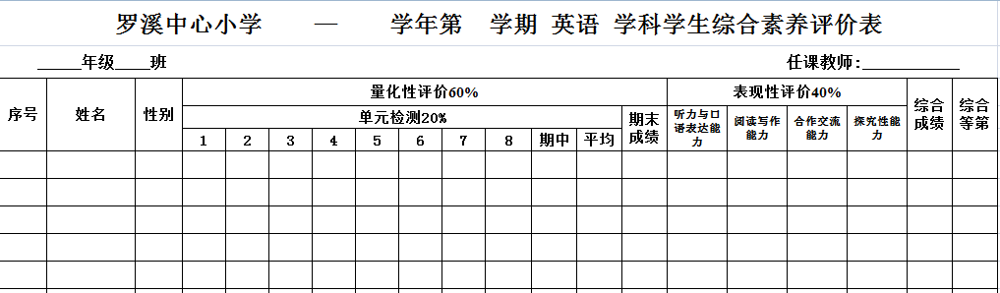 罗溪中心小学 — 学年第 学期 英语 学科学生综合素养评价表
_____年级____班 任课教师:___________
序号 姓名 性别 量化性评价60% 表现性评价40% 综合成绩 综合等第
单元检测20% 期末成绩 听力与口语表达能力 阅读写作能力 合作交流能力 探究性能力
1 2 3 4 5 6 7 8 期中 平均